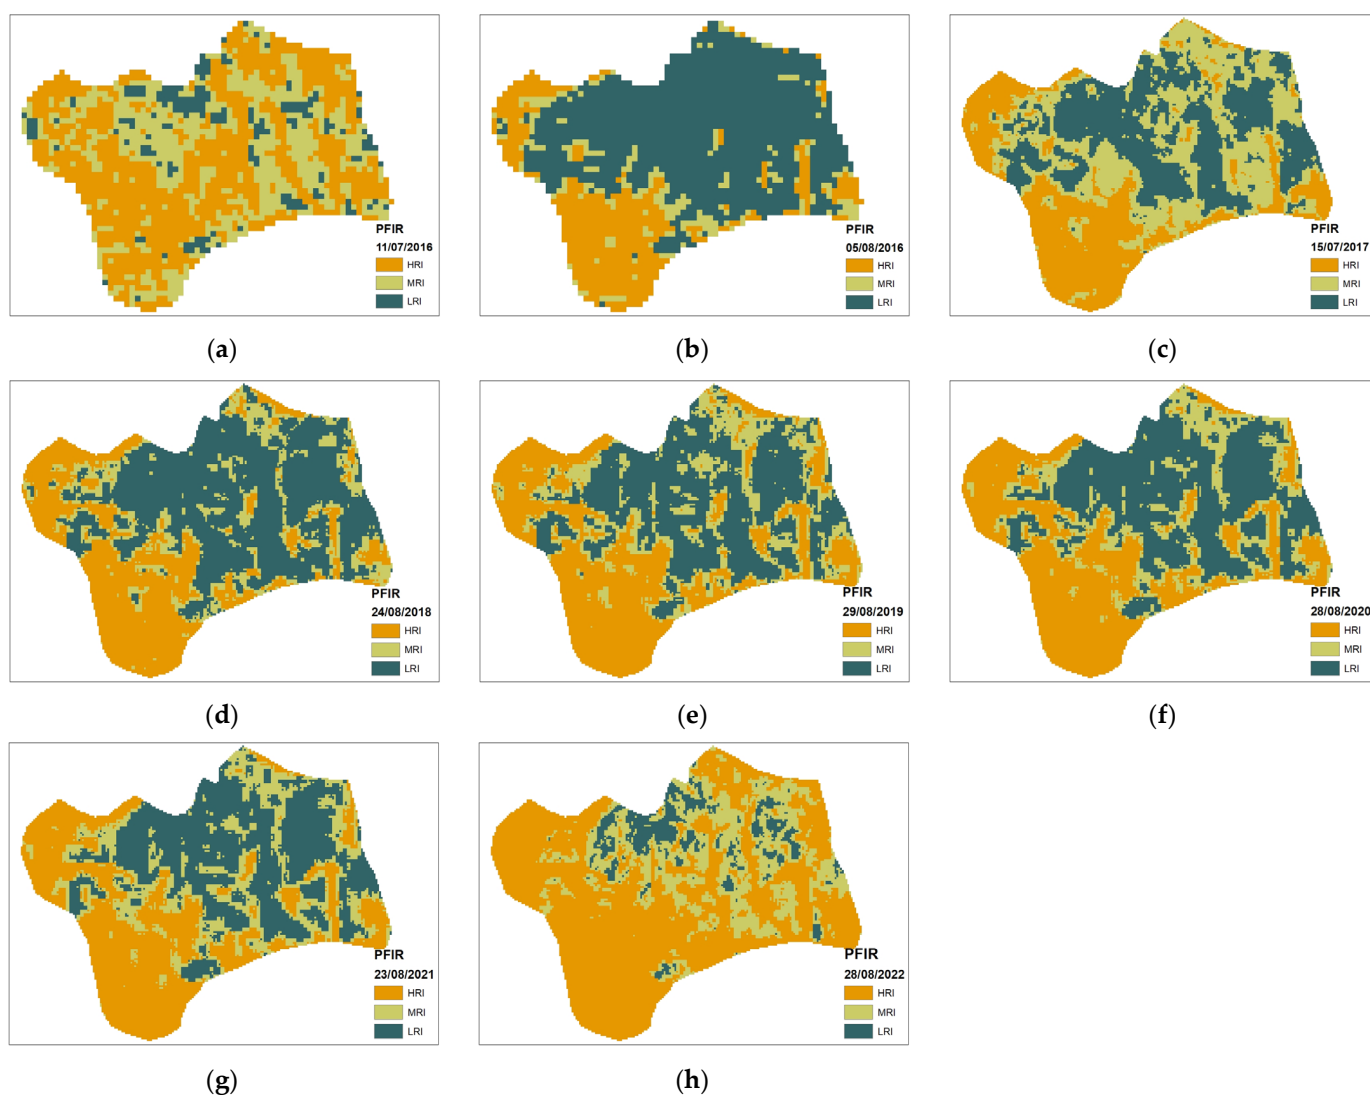 PFIR
11/07/2016
HRI
MRI
LRI
(a)
PFIR
05/08/2016
HRI
MRI
LRI
(b)
PFIR
15/07/2017
HRI
MRI
LRI
(c)
PFIR
24/08/2018
HRI
MRI
LRI
(d)
PFIR
29/08/2019
HRI
MRI
LRI
(e)
PFIR
28/08/2020
HRI
MRI
LRI
(f)
PFIR
23/08/2021
HRI
MRI
LRI
(g)
PFIR
28/08/2022
HRI
MRI
LRI
(h)